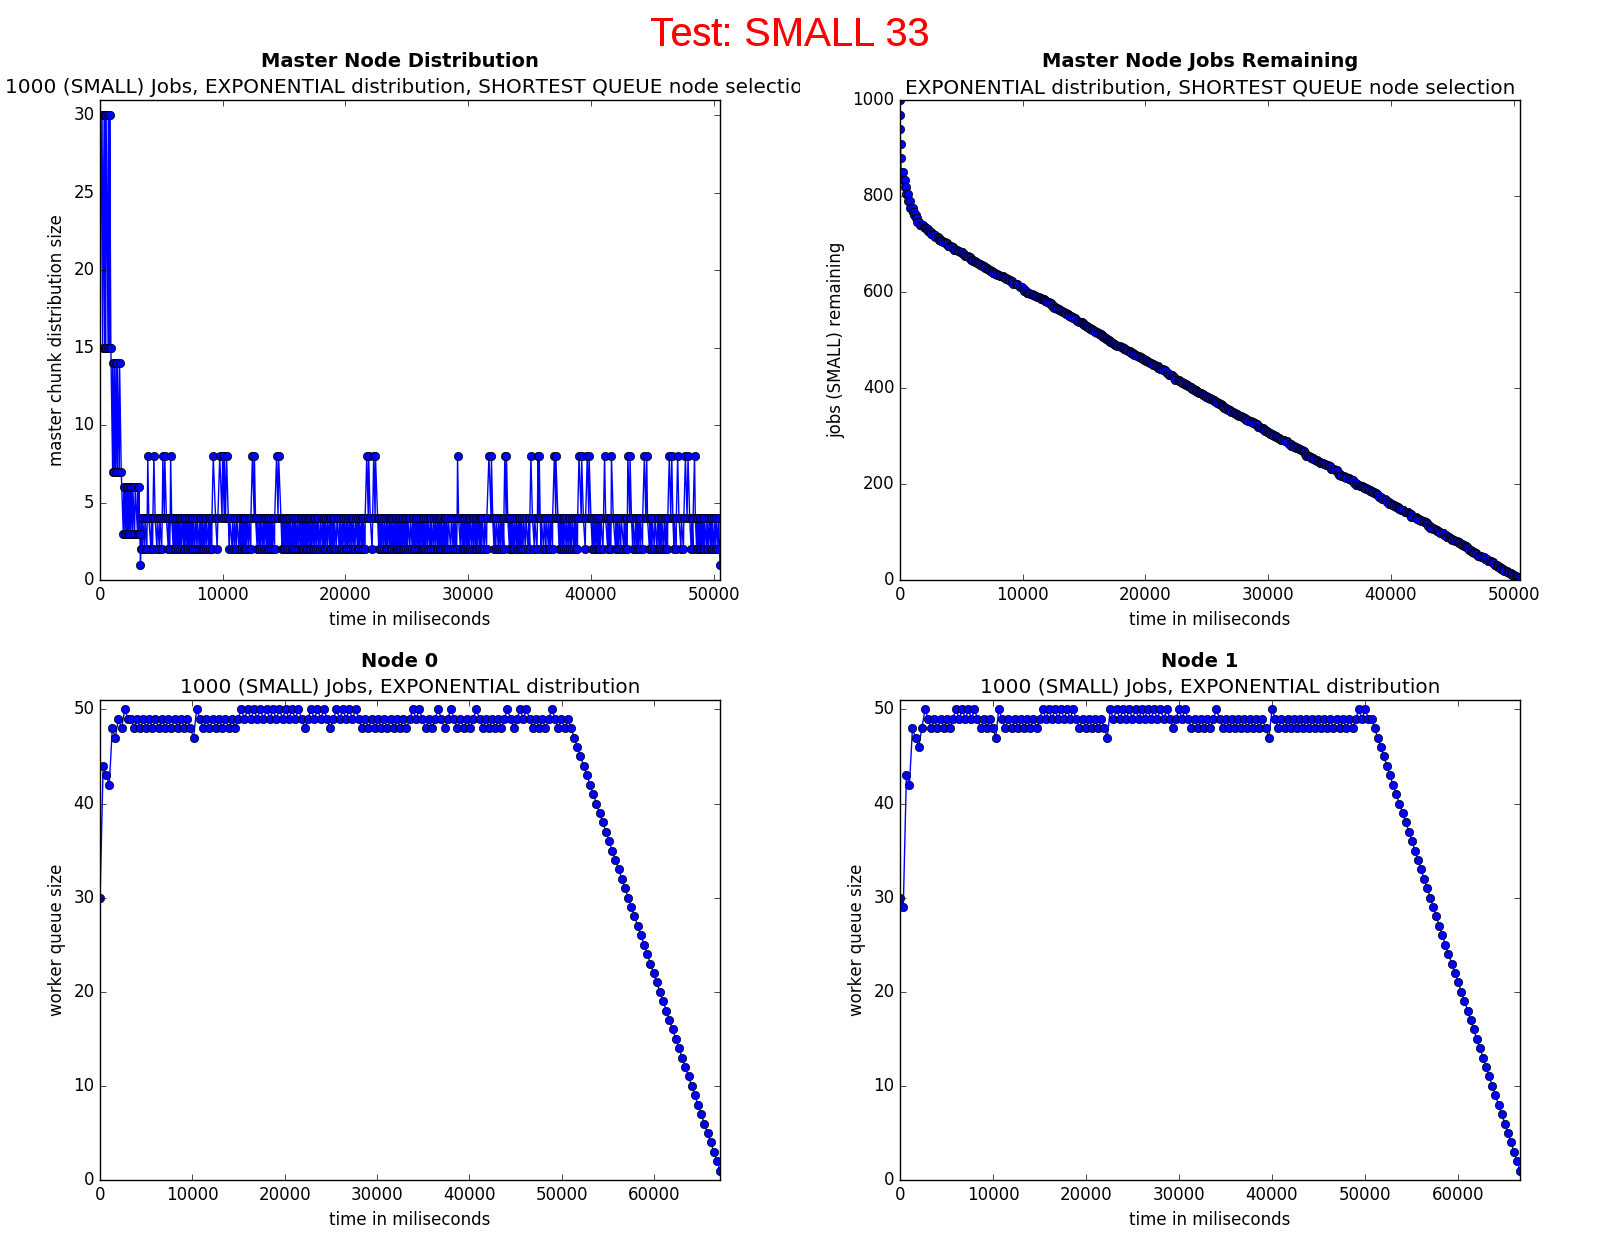 Test: SMALL 33
Master Node Distribution
1000 (SMALL) Jobs, EXPONENTIAL distribution, SHORTEST QUEUE node selectio
master chunk distribution size
30
25
20
15
10
5
0
0 10000 20000 30000 40000 50000
time in miliseconds
Master Node Jobs Remaining
EXPONENTIAL distribution, SHORTEST QUEUE node selection
jobs (SMALL) remaining
1000
800
600
400
200
0
0 10000 20000 30000 40000 50000
time in miliseconds
Node 0
1000 (SMALL) Jobs, EXPONENTIAL distribution
worker queue size
50
40
30
20
10
0
0 10000 20000 30000 40000 50000 60000
time in miliseconds
Node 1
1000 (SMALL) Jobs, EXPONENTIAL distribution
worker queue size
50
40
30
20
10
0
0 10000 20000 30000 40000 50000 60000
time in miliseconds